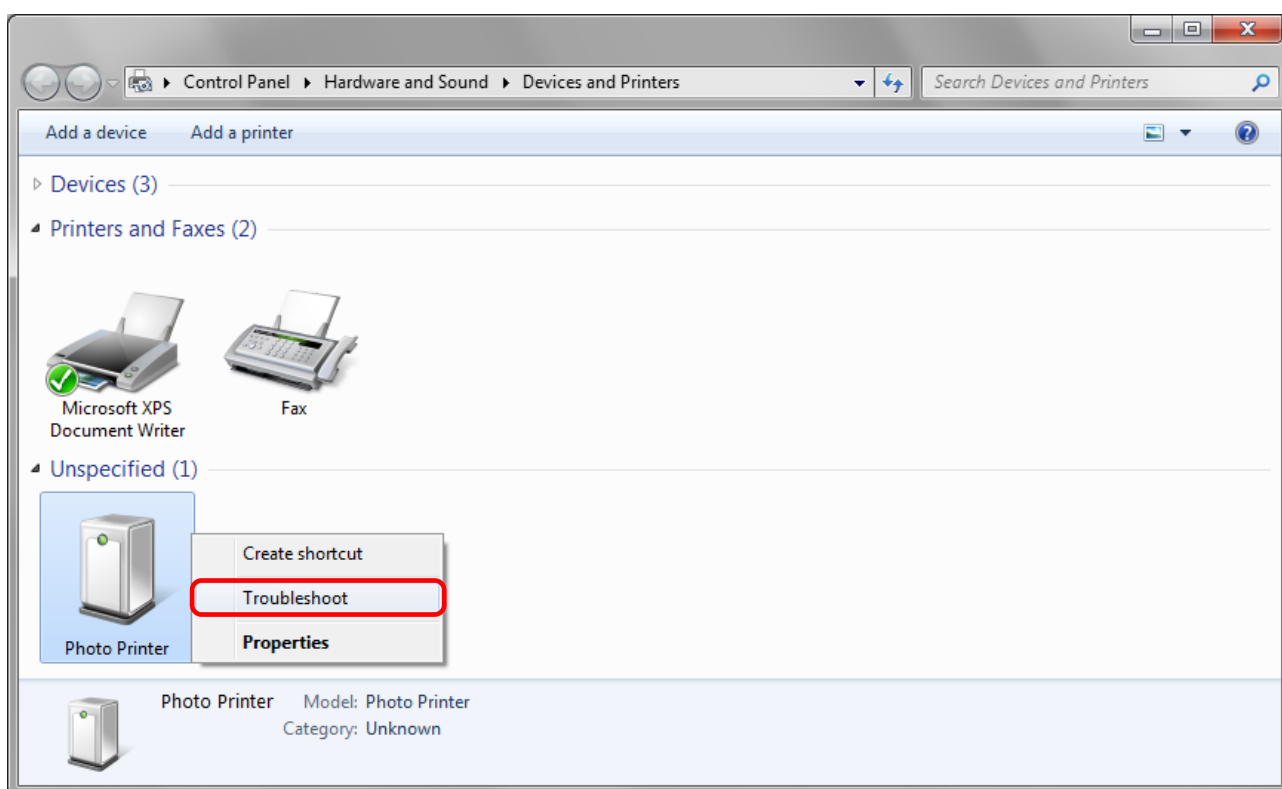 Control Panel Hardware and Sound Devices and Printers Search Devices and Printers
Add a device Add a printer
Devices (3)
Printers and Faxes (2)
Microsoft XPS
Document Writer
Fax
Unspecified (1)
Photo Printer
Create shortcut
Troubleshoot
Properties
Photo Printer Model: Photo Printer
Category: Unknown